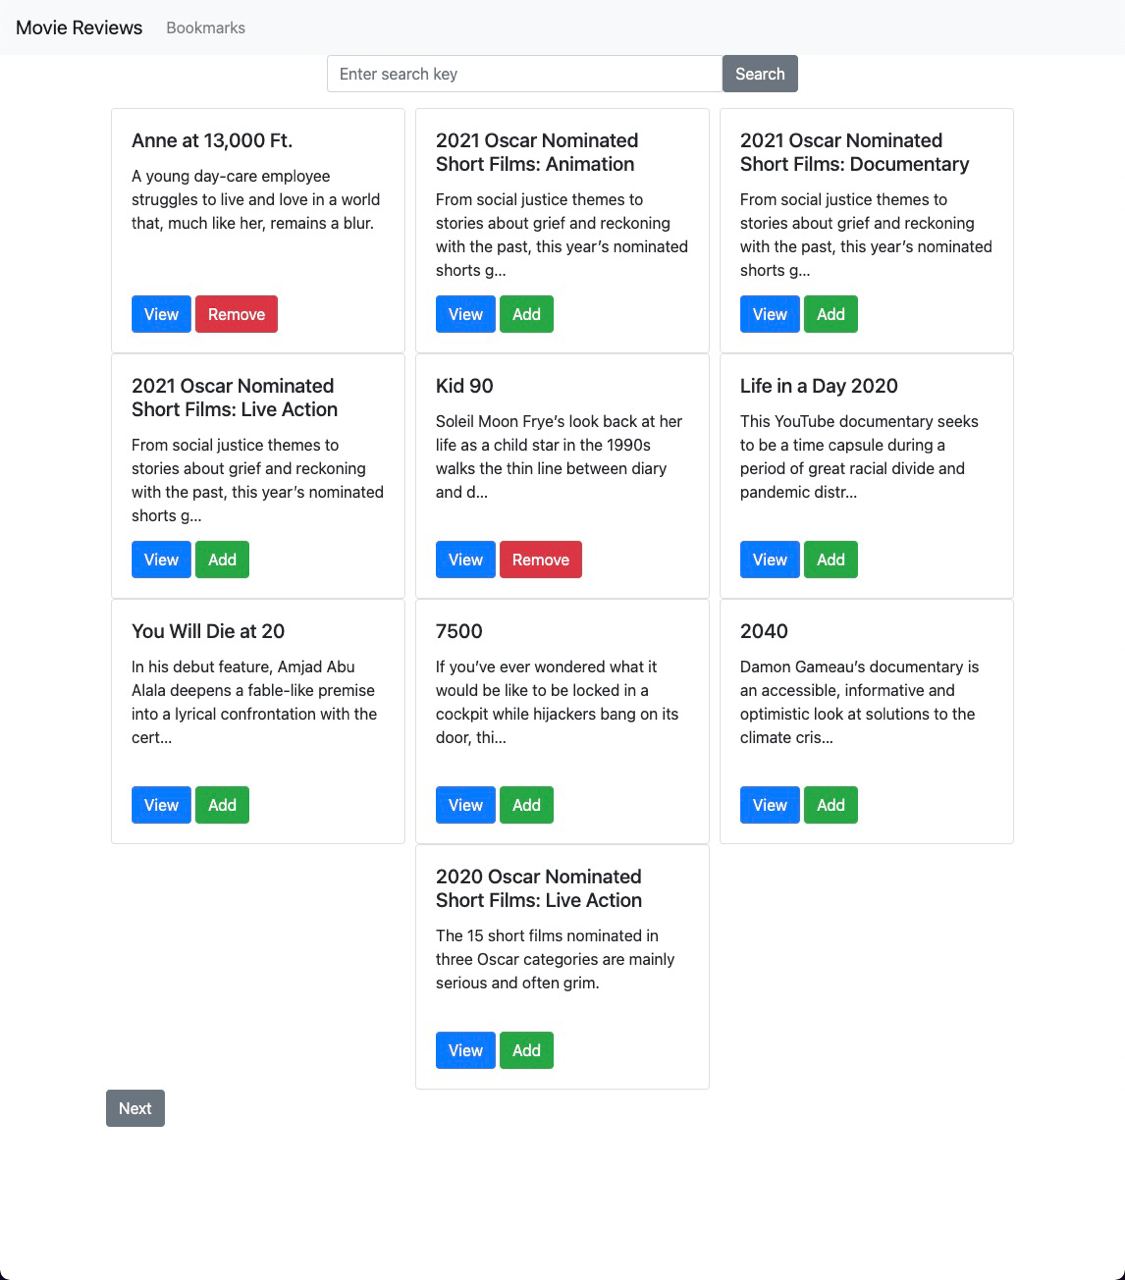 Movie Reviews Bookmarks
Enter search key Search
Anne at 13,000 Ft.
A young day-care employee
struggles to live and love in a world
that, much like her, remains a blur.
View Remove
2021 Oscar Nominated
Short Films: Animation
From social justice themes to
stories about grief and reckoning
with the past, this year’s nominated
shorts g...
View Add
2021 Oscar Nominated
Short Films: Documentary
From social justice themes to
stories about grief and reckoning
with the past, this year’s nominated
shorts g...
View Add
2021 Oscar Nominated
Short Films: Live Action
From social justice themes to
stories about grief and reckoning
with the past, this year’s nominated
shorts g...
View Add
Kid 90
Soleil Moon Frye’s look back at her
life as a child star in the 1990s
walks the thin line between diary
and d...
View Remove
Life in a Day 2020
This YouTube documentary seeks
to be a time capsule during a
period of great racial divide and
pandemic distr...
View Add
You Will Die at 20
In his debut feature, Amjad Abu
Alala deepens a fable-like premise
into a lyrical confrontation with the
cert...
View Add
7500
If you’ve ever wondered what it
would be like to be locked in a
cockpit while hijackers bang on its
door, thi...
View Add
2040
Damon Gameau’s documentary is
an accessible, informative and
optimistic look at solutions to the
climate cris...
View Add
2020 Oscar Nominated
Short Films: Live Action
The 15 short films nominated in
three Oscar categories are mainly
serious and often grim.
View Add
Next